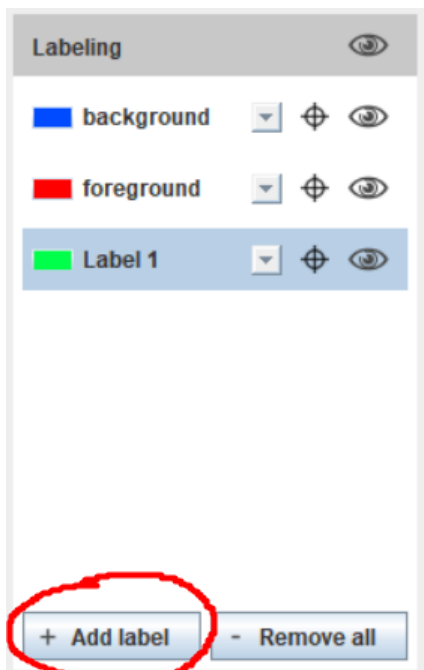 Labeling
background
foreground
Label 1
+ Add label - Remove all